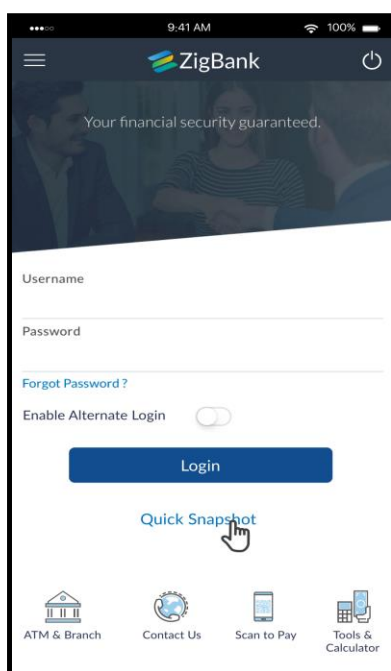 9:41 AM
100%
ZigBank
Your financial security guaranteed.
Username
Password
Forgot Password ?
Enable Alternate Login
Login
Quick Snapshot
ATM & Branch
Contact Us
Scan to Pay
Tools &
Calculator